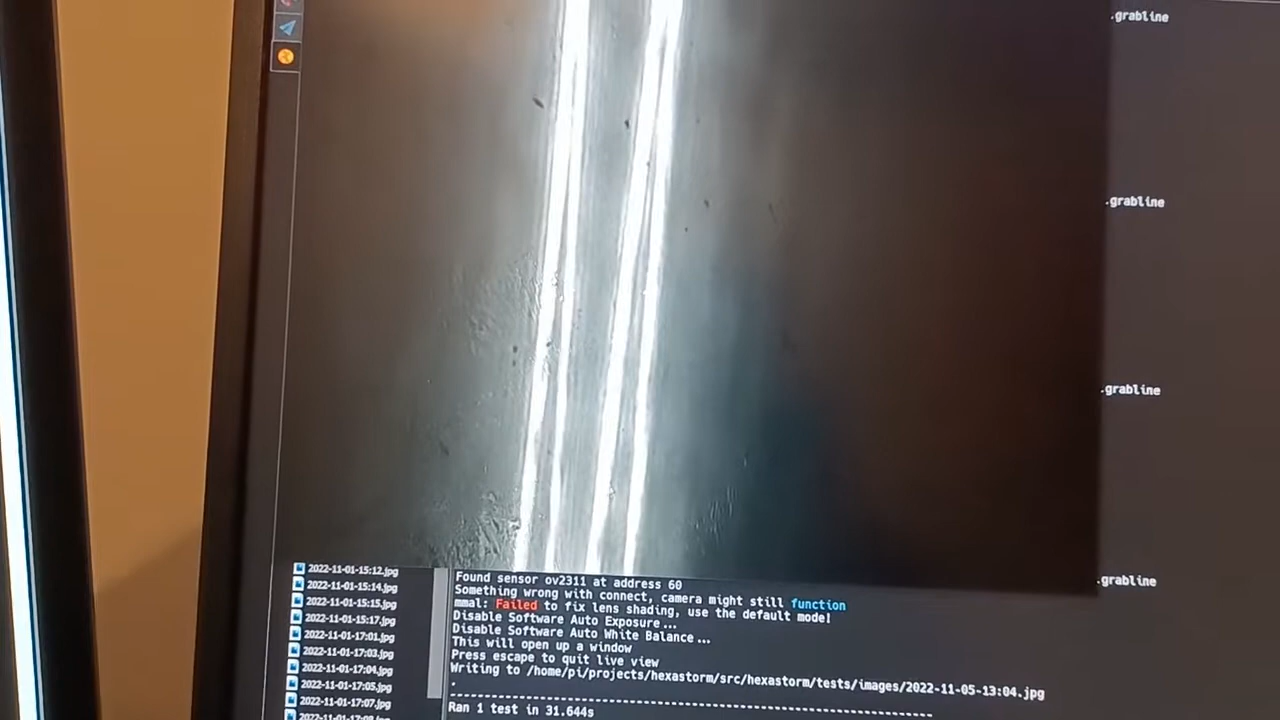 .grabline
.grabline
.grabline
.grabline
2022-11-01-15:12.jpg
2022-11-01-15:14.jpg
2022-11-01-15:15.jpg
2022-11-01-15:17.jpg
2022-11-01-17:01.jpg
2022-11-01-17:03.jpg
2022-11-01-17:04.jpg
2022-11-01-17:05.jpg
2022-11-01-17:07.jpg
Found sensor ov2311 at address 60
Something wrong with connect, camera might still function
mmal: Failed to fix lens shading, use the default mode!
Disable Software Auto Exposure...
Disable Software Auto White Balance...
This will open up a window
Press escape to quit live view
Writing to /home/pi/projects/hexastorm/src/hexastorm/tests/images/2022-11-05-13:04.jpg
.
----------------------------------------------------------------------
Ran 1 test in 31.644s